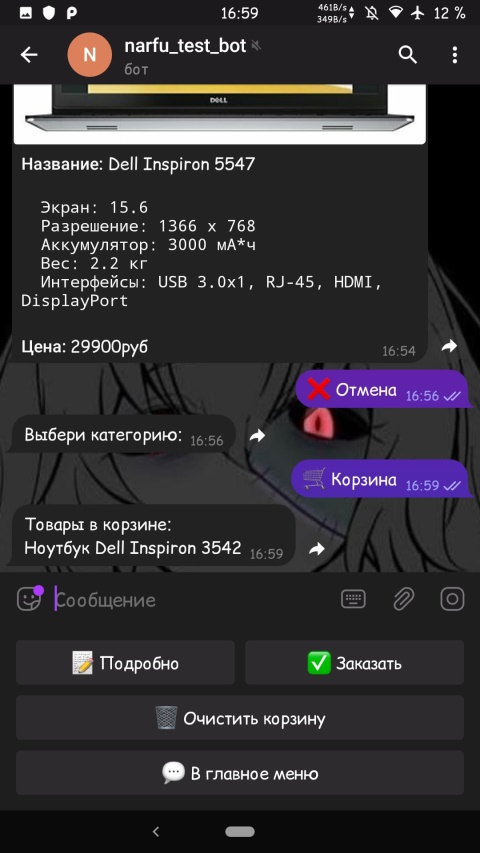 16:59
461B/s
349B/s
12 %
N
narfu_test_bot
бот
DELL
Название: Dell Inspiron 5547
Экран: 15.6
Разрешение: 1366 x 768
Аккумулятор: 3000 мА*ч
Вес: 2.2 кг
Интерфейсы: USB 3.0x1, RJ-45, HDMI,
DisplayPort
Цена: 29900руб
16:54
❌ Отмена 16:56
Выбери категорию: 16:56
🛒 Корзина 16:59
Товары в корзине:
Ноутбук Dell Inspiron 3542 16:59
Сообщение
📝 Подробно
✅ Заказать
🗑 Очистить корзину
💬 В главное меню